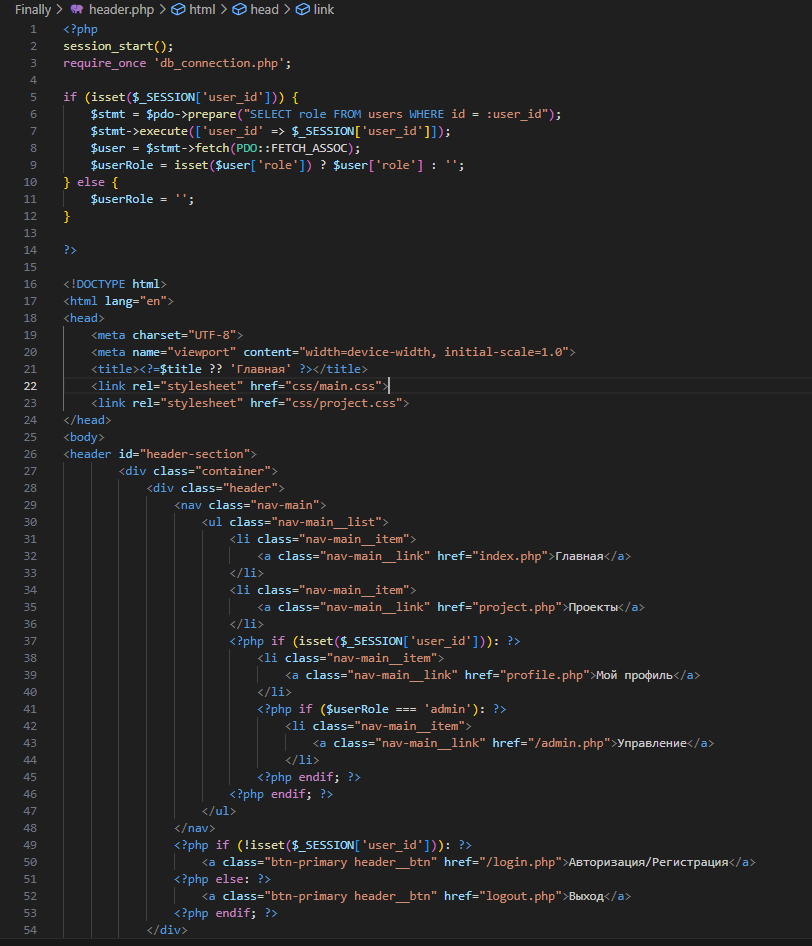 Finally > header.php > html > head > link
1 <?php
2 session_start();
3 require_once 'db_connection.php';
4
5 if (isset($_SESSION['user_id'])) {
6     $stmt = $pdo->prepare("SELECT role FROM users WHERE id = :user_id");
7     $stmt->execute(['user_id' => $_SESSION['user_id']]);
8     $user = $stmt->fetch(PDO::FETCH_ASSOC);
9     $userRole = isset($user['role']) ? $user['role'] : '';
10 } else {
11     $userRole = '';
12 }
13
14 ?>
15
16 <!DOCTYPE html>
17 <html lang="en">
18 <head>
19     <meta charset="UTF-8">
20     <meta name="viewport" content="width=device-width, initial-scale=1.0">
21     <title><?=$title ?? 'Главная' ?></title>
22     <link rel="stylesheet" href="css/main.css">
23     <link rel="stylesheet" href="css/project.css">
24 </head>
25 <body>
26 <header id="header-section">
27         <div class="container">
28             <div class="header">
29                 <nav class="nav-main">
30                     <ul class="nav-main__list">
31                         <li class="nav-main__item">
32                             <a class="nav-main__link" href="index.php">Главная</a>
33                         </li>
34                         <li class="nav-main__item">
35                             <a class="nav-main__link" href="project.php">Проекты</a>
36                         </li>
37                         <?php if (isset($_SESSION['user_id'])): ?>
38                             <li class="nav-main__item">
39                                 <a class="nav-main__link" href="profile.php">Мой профиль</a>
40                             </li>
41                             <?php if ($userRole === 'admin'): ?>
42                                 <li class="nav-main__item">
43                                     <a class="nav-main__link" href="/admin.php">Управление</a>
44                                 </li>
45                             <?php endif; ?>
46                         <?php endif; ?>
47                     </ul>
48                 </nav>
49                 <?php if (!isset($_SESSION['user_id'])): ?>
50                     <a class="btn-primary header__btn" href="/login.php">Авторизация/Регистрация</a>
51                 <?php else: ?>
52                     <a class="btn-primary header__btn" href="logout.php">Выход</a>
53                 <?php endif; ?>
54             </div>